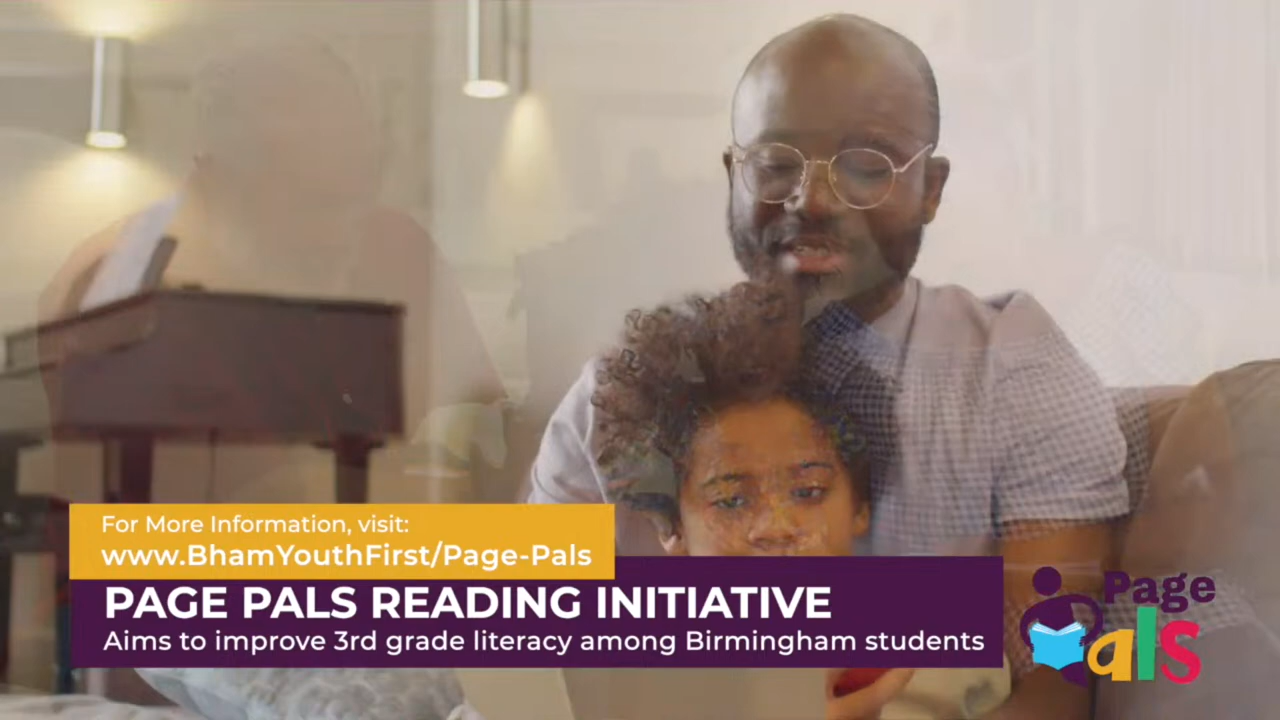 For More Information, visit:
www.BhamYouthFirst/Page-Pals
PAGE PALS READING INITIATIVE
Aims to improve 3rd grade literacy among Birmingham students
Page
Pals